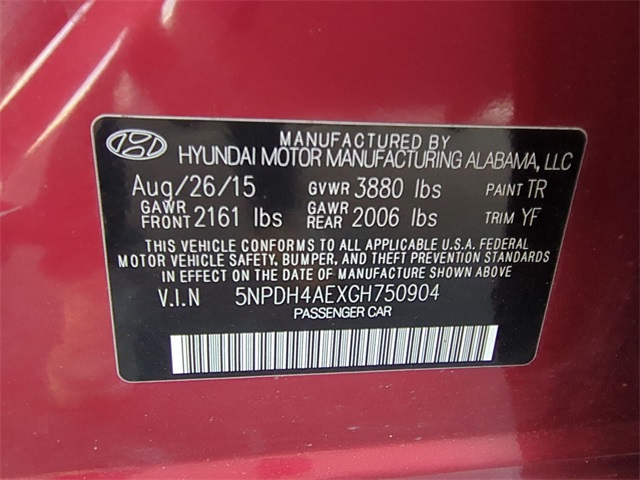 MANUFACTURED BY
HYUNDAI MOTOR MANUFACTURING ALABAMA, LLC
Aug/26/15 GVWR 3880 lbs PAINT TR
GAWR FRONT 2161 lbs GAWR REAR 2006 lbs TRIM YF
THIS VEHICLE CONFORMS TO ALL APPLICABLE U.S.A. FEDERAL
MOTOR VEHICLE SAFETY, BUMPER, AND THEFT PREVENTION STANDARDS
IN EFFECT ON THE DATE OF MANUFACTURE SHOWN ABOVE
V.I.N 5NPDH4AEXGH750904
PASSENGER CAR